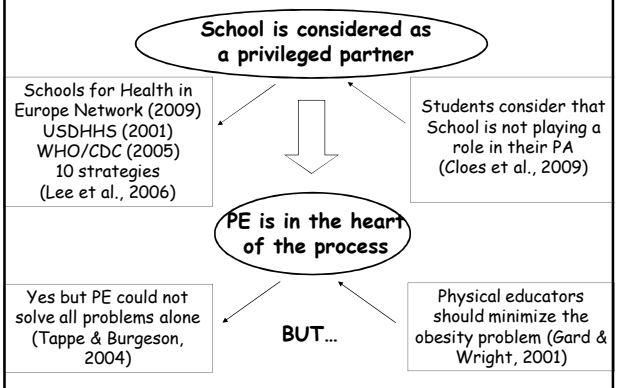 School is considered as
a privileged partner
Schools for Health in
Europe Network (2009)
USDHHS (2001)
WHO/CDC (2005)
10 strategies
(Lee et al., 2006)
Students consider that
School is not playing a
role in their PA
(Cloes et al., 2009)
PE is in the heart
of the process
Yes but PE could not
solve all problems alone
(Tappe & Burgeson,
2004)
BUT…
Physical educators
should minimize the
obesity problem (Gard &
Wright, 2001)